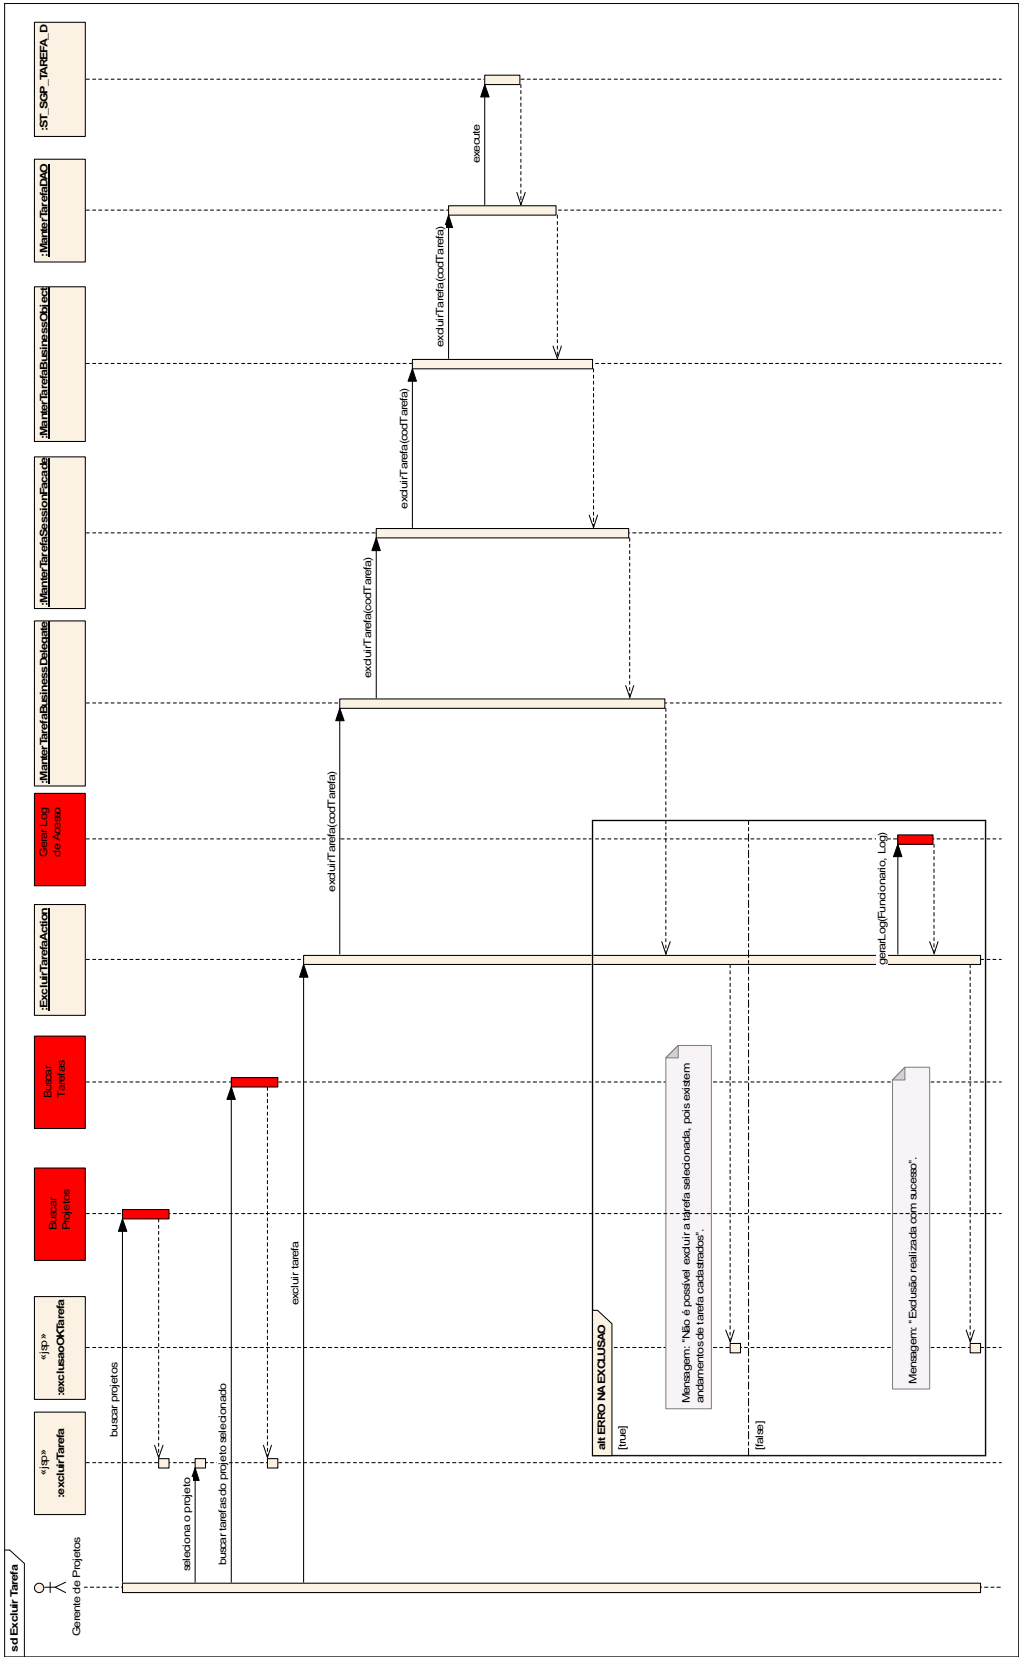 sd Excluir Tarefa
Gerente de Projetos
«jsp»
:excluirTarefa
«jsp»
:exclusaoOKTarefa
Buscar
Projetos
Buscar
Tarefas
:ExcluirTarefaAction
Gerar Log
de Acesso
:ManterTarefaBusinessDelegate
:ManterTarefaSessionFacade
:ManterTarefaBusinessObject
:ManterTarefaDAO
:ST_SGP_TAREFA_D
buscar projetos
seleciona o projeto
buscar tarefas do projeto selecionado
excluir tarefa
excluirTarefa(codTarefa)
excluirTarefa(codTarefa)
excluirTarefa(codTarefa)
excluirTarefa(codTarefa)
execute
alt ERRO NA EXCLUSAO
[true]
Mensagem: "Não é possível excluir a tarefa selecionada, pois existem
andamentos de tarefa cadastrados".
[false]
gerarLog(Funcionario, Log)
Mensagem: "Exclusão realizada com sucesso".